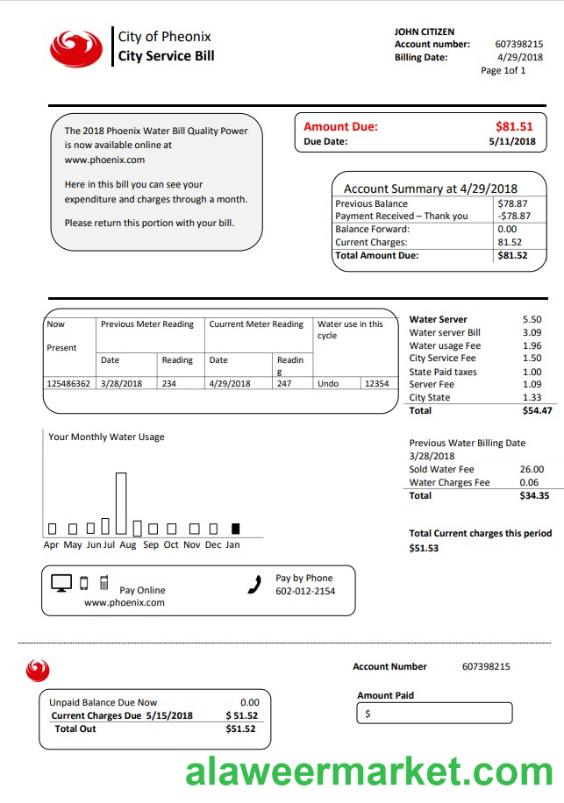 City of Pheonix
City Service Bill
JOHN CITIZEN
Account number: 607398215
Billing Date: 4/29/2018
Page 1of 1
The 2018 Phoenix Water Bill Quality Power
is now available online at
www.phoenix.com
Here in this bill you can see your
expenditure and charges through a month.
Please return this portion with your bill.
Amount Due: $81.51
Due Date: 5/11/2018
Account Summary at 4/29/2018
Previous Balance $78.87
Payment Received – Thank you -$78.87
Balance Forward: 0.00
Current Charges: 81.52
Total Amount Due: $81.52
Now Previous Meter Reading Cuurrent Meter Reading Water use in this
cycle
Present
Date Reading Date Readin
g
125486362 3/28/2018 234 4/29/2018 247 Undo 12354
Water Server 5.50
Water server Bill 3.09
Water usage Fee 1.96
City Service Fee 1.50
State Paid taxes 1.00
Server Fee 1.09
City State 1.33
Total $54.47
Your Monthly Water Usage
Apr May Jun Jul Aug Sep Oct Nov Dec Jan
Previous Water Billing Date
3/28/2018
Sold Water Fee 26.00
Water Charges Fee 0.06
Total $34.35
Total Current charges this period
$51.53
Pay Online
www.phoenix.com
Pay by Phone
602-012-2154
Account Number 607398215
Unpaid Balance Due Now 0.00
Current Charges Due 5/15/2018 $ 51.52
Total Out $51.52
Amount Paid
$
alaweermarket.com